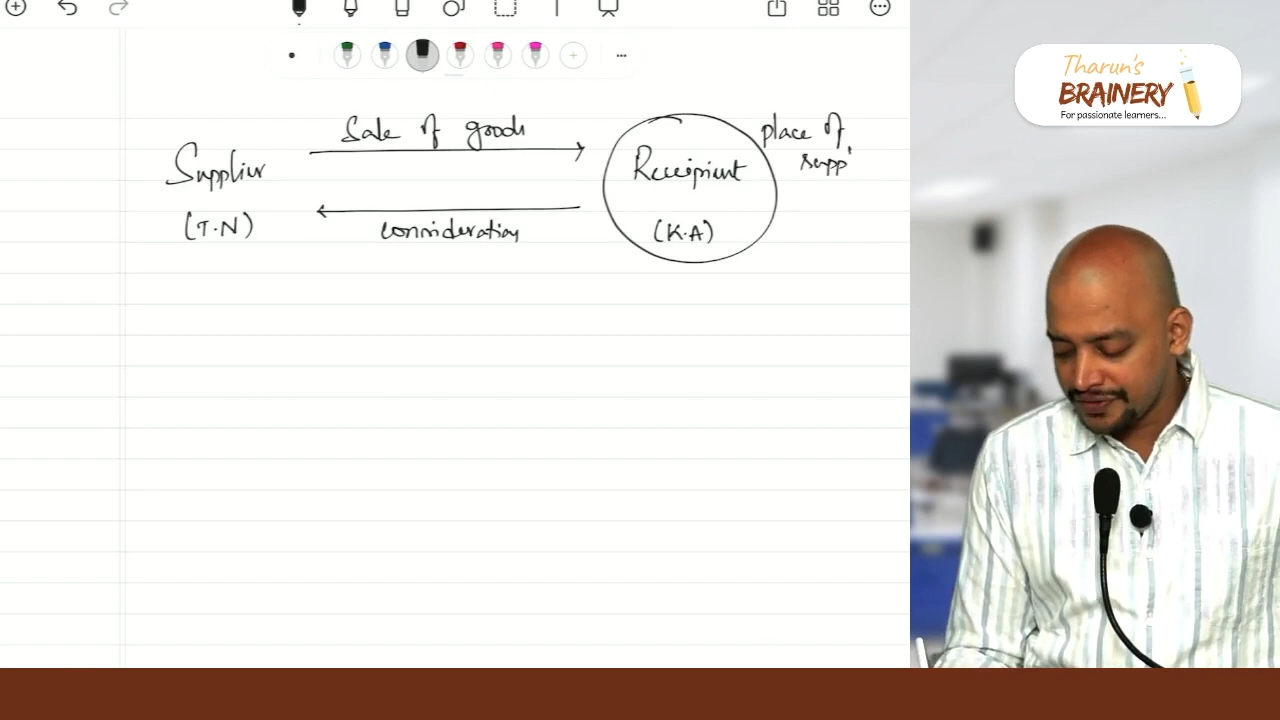 Tharun's
BRAINERY
For passionate learners...
Sale of goods
place of
supp
Supplier
Recipient
(T.N)
consideration
(K.A)